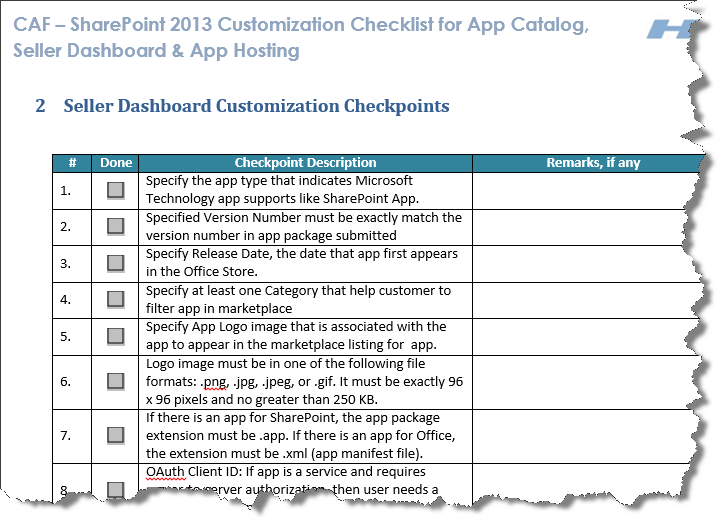 CAF – SharePoint 2013 Customization Checklist for App Catalog,
Seller Dashboard & App Hosting
2 Seller Dashboard Customization Checkpoints
# Done Checkpoint Description Remarks, if any
1. Specify the app type that indicates Microsoft
Technology app supports like SharePoint App.
2. Specified Version Number must be exactly match the
version number in app package submitted
3. Specify Release Date, the date that app first appears
in the Office Store.
4. Specify at least one Category that help customer to
filter app in marketplace
5. Specify App Logo image that is associated with the
app to appear in the marketplace listing for app.
6. Logo image must be in one of the following file
formats: .png, .jpg, .jpeg, or .gif. It must be exactly 96
x 96 pixels and no greater than 250 KB.
7. If there is an app for SharePoint, the app package
extension must be .app. If there is an app for Office,
the extension must be .xml (app manifest file).
8 OAuth Client ID: If app is a service and requires
server authorization, then user needs a